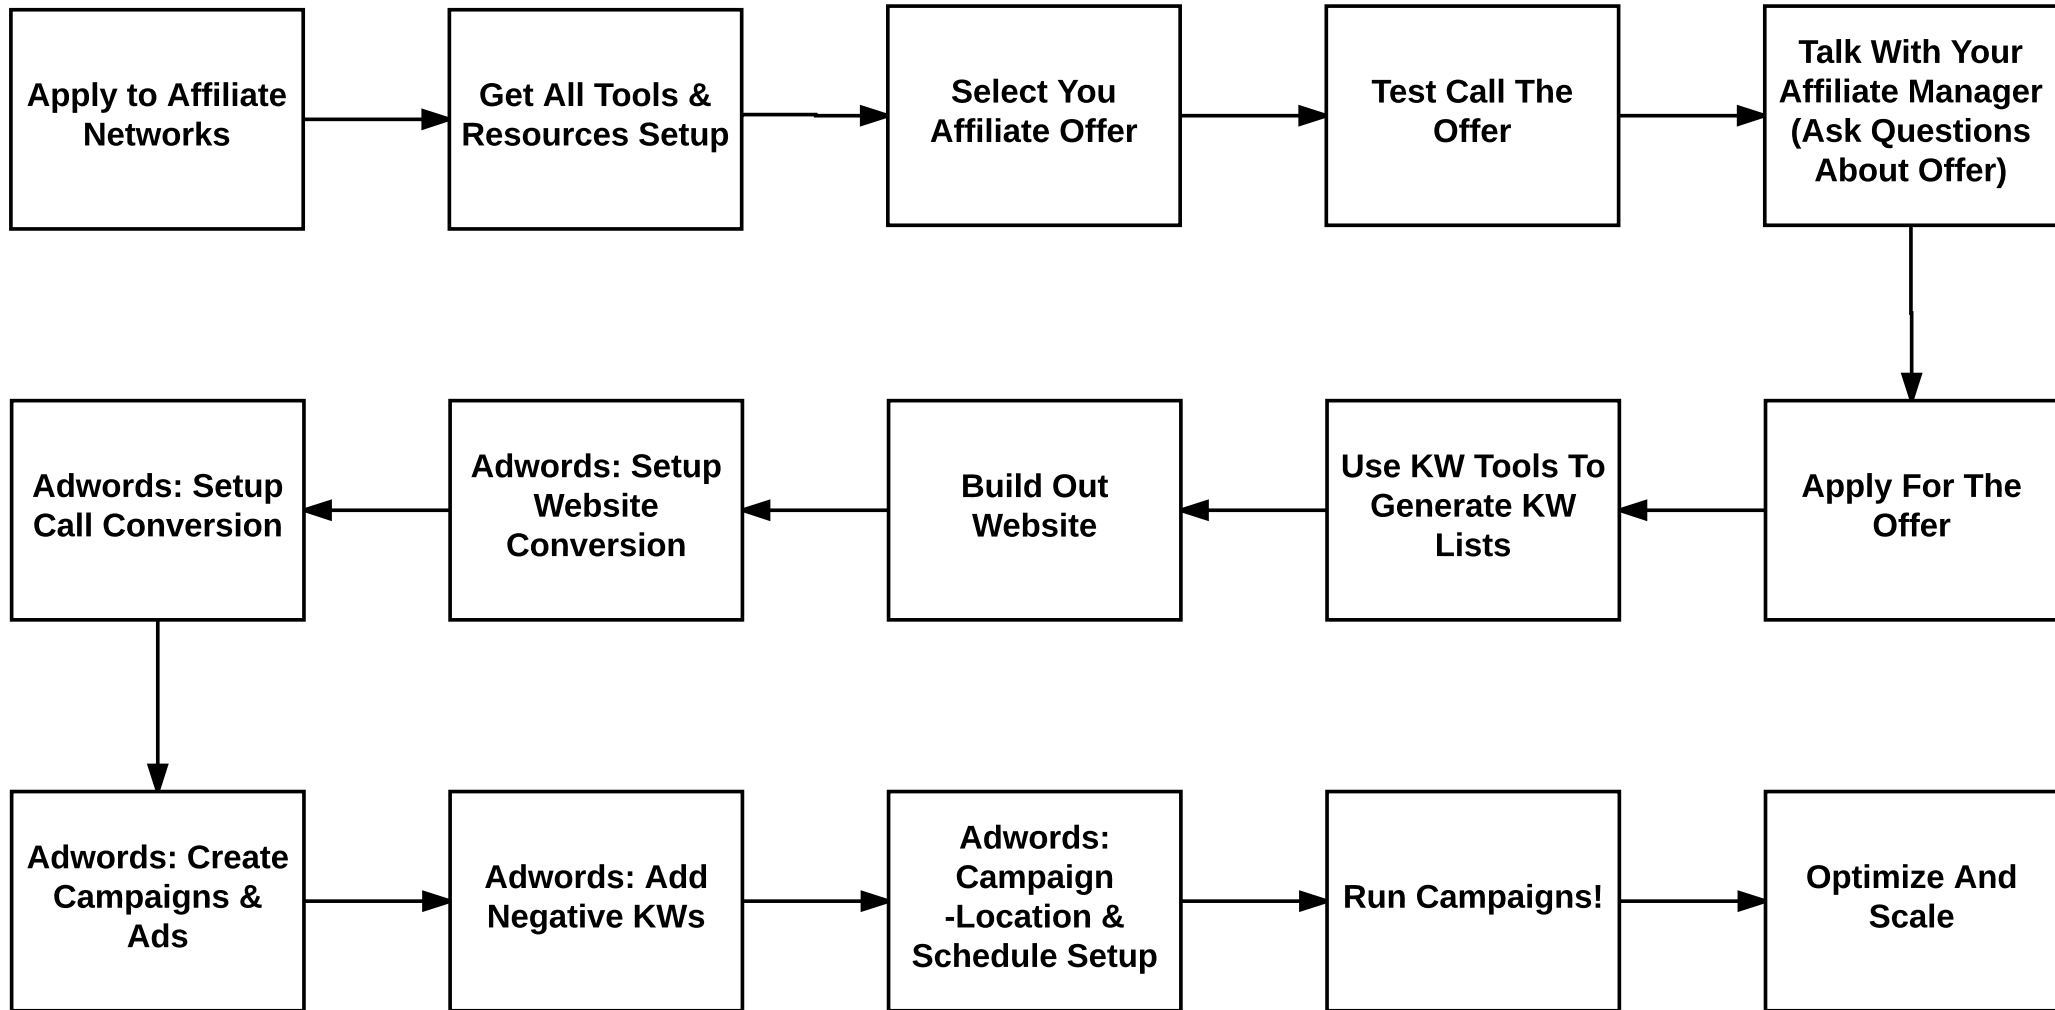 Apply to Affiliate
Networks
Get All Tools &
Resources Setup
Select You
Affiliate Offer
Test Call The
Offer
Talk With Your
Affiliate Manager
(Ask Questions
About Offer)
Apply For The
Offer
Use KW Tools To
Generate KW
Lists
Build Out
Website
Adwords: Setup
Website
Conversion
Adwords: Setup
Call Conversion
Adwords: Create
Campaigns &
Ads
Adwords: Add
Negative KWs
Adwords:
Campaign
-Location &
Schedule Setup
Run Campaigns!
Optimize And
Scale